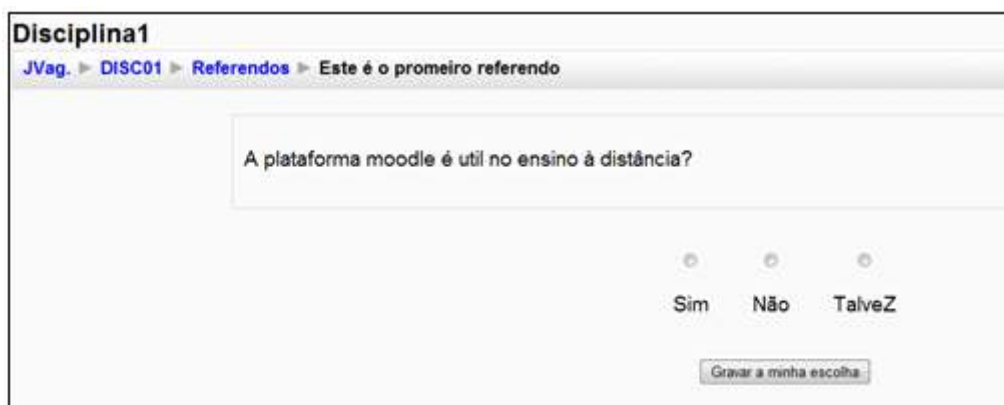 Disciplina1
JVag. ► DISC01 ► Referendos ► Este é o promeiro referendo
A plataforma moodle é util no ensino à distância?
Sim Não TalveZ
Gravar a minha escolha